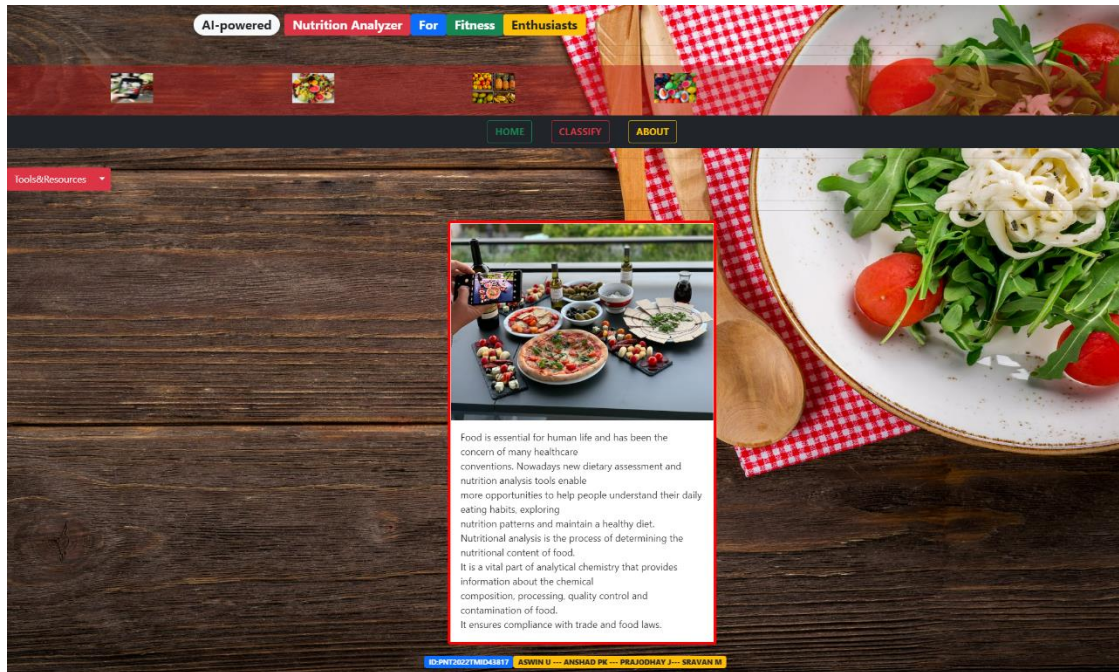 AI-powered Nutrition Analyzer For Fitness Enthusiasts
HOME CLASSIFY ABOUT
Tools&Resources
Food is essential for human life and has been the
concern of many healthcare
conventions. Nowadays new dietary assessment and
nutrition analysis tools enable
more opportunities to help people understand their daily
eating habits, exploring
nutrition patterns and maintain a healthy diet.
Nutritional analysis is the process of determining the
nutritional content of food.
It is a vital part of analytical chemistry that provides
information about the chemical
composition, processing, quality control and
contamination of food.
It ensures compliance with trade and food laws.
ID:PNT2022TMID43817 ASWIN U --- ANSHAD PK --- PRAJODHAY J--- SRAVAN M